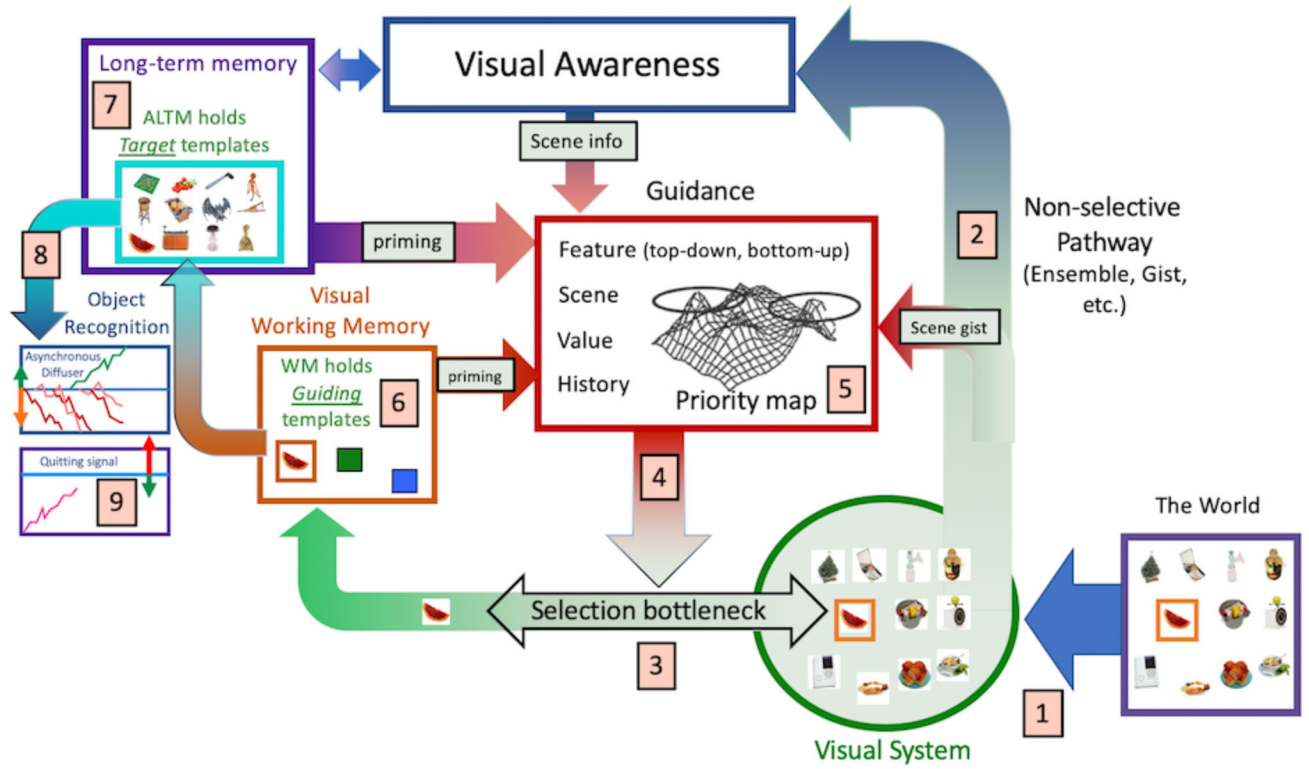 Long-term memory
7
ALTM holds
Target templates
Visual Awareness
Scene info
Guidance
2
Non-selective
Pathway
(Ensemble, Gist,
etc.)
8
priming
Feature (top-down, bottom-up)
Scene
Value
History
Priority map
5
Scene gist
Object
Recognition
Asynchronous
Diffuser
Quitting signal
9
Visual
Working Memory
WM holds
Guiding
templates
6
priming
4
Selection bottleneck
3
The World
1
Visual System